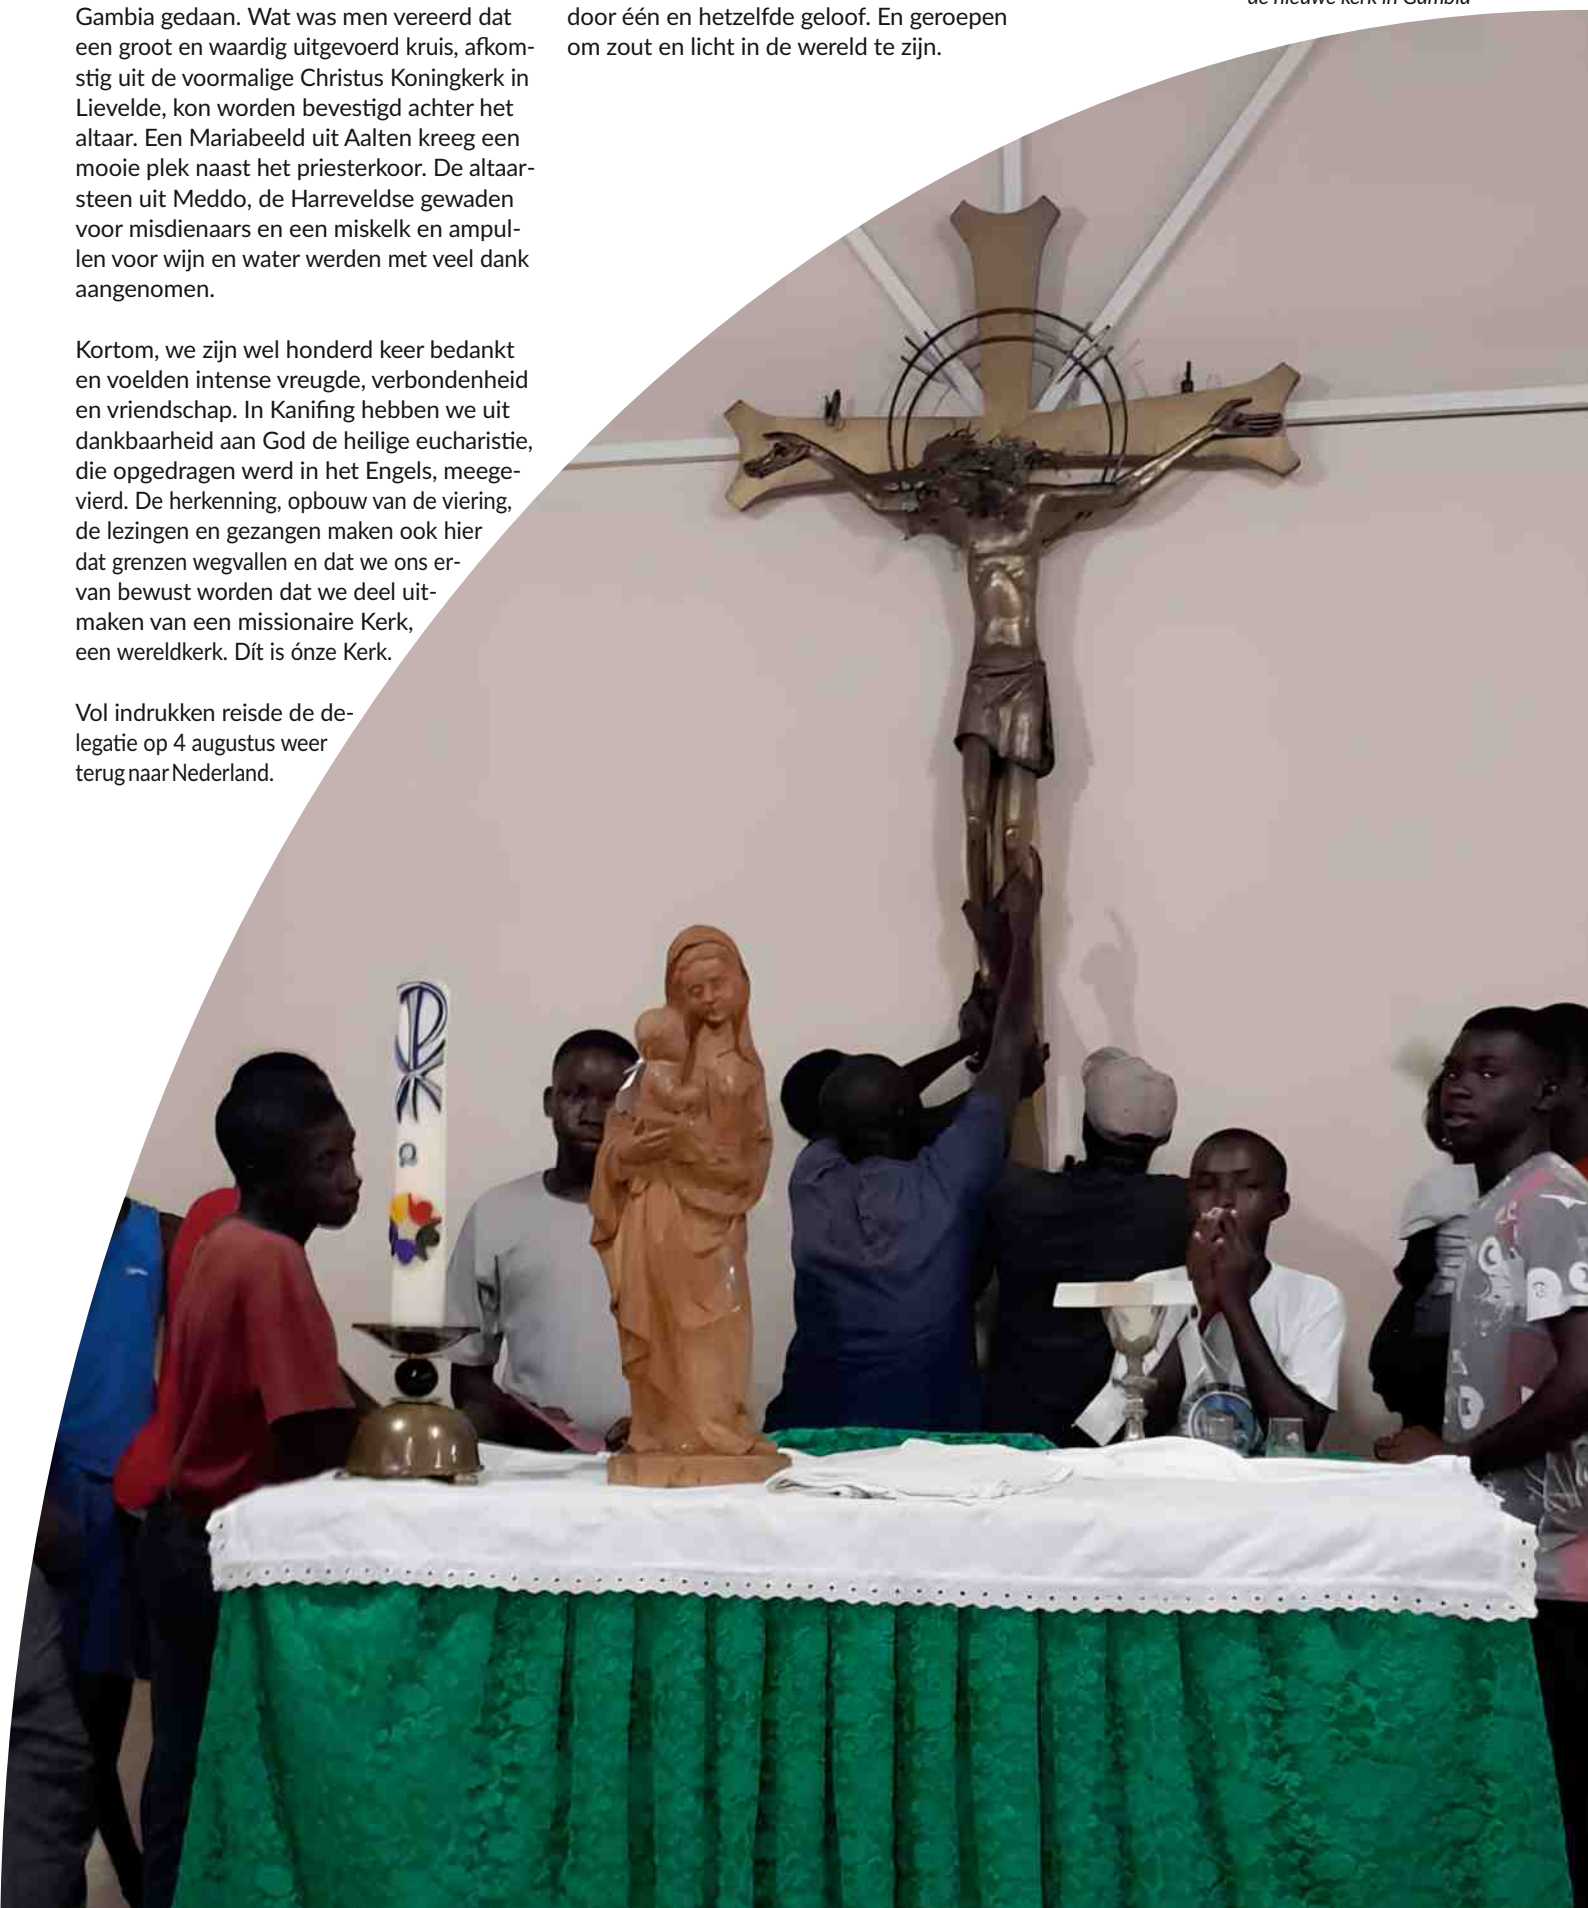 Gambia gedaan. Wat was men vereerd dat
een groot en waardig uitgevoerd kruis, afkom-
stig uit de voormalige Christus Koningkerk in
Lievelde, kon worden bevestigd achter het
altaar. Een Mariabeeld uit Aalten kreeg een
mooie plek naast het priesterkoor. De altaar-
steen uit Meddo, de Harreveldse gewaden
voor misdienaars en een miskelk en ampul-
len voor wijn en water werden met veel dank
aangenomen.
Kortom, we zijn wel honderd keer bedankt
en voelden intense vreugde, verbondenheid
en vriendschap. In Kanifing hebben we uit
dankbaarheid aan God de heilige eucharistie,
die opgedragen werd in het Engels, meege-
vierd. De herkenning, opbouw van de viering,
de lezingen en gezangen maken ook hier
dat grenzen wegvallen en dat we ons er-
van bewust worden dat we deel uit-
maken van een missionaire Kerk,
een wereldkerk. Dít is ónze Kerk.
Vol indrukken reisde de de-
legatie op 4 augustus weer
terug naar Nederland.
door één en hetzelfde geloof. En geroepen
om zout en licht in de wereld te zijn.
de nieuwe kerk in Gambia